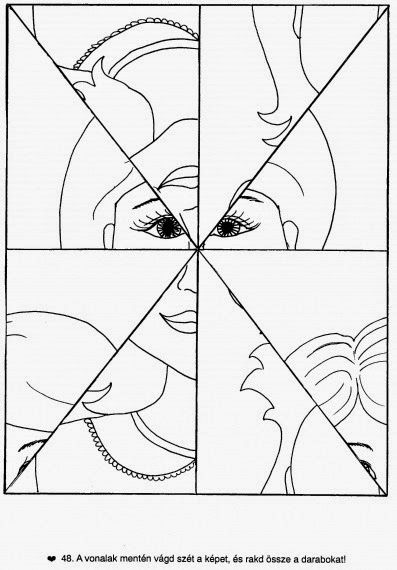 ❤ 48. A vonalak mentén vágd szét a képet, és rakd össze a darabokat!